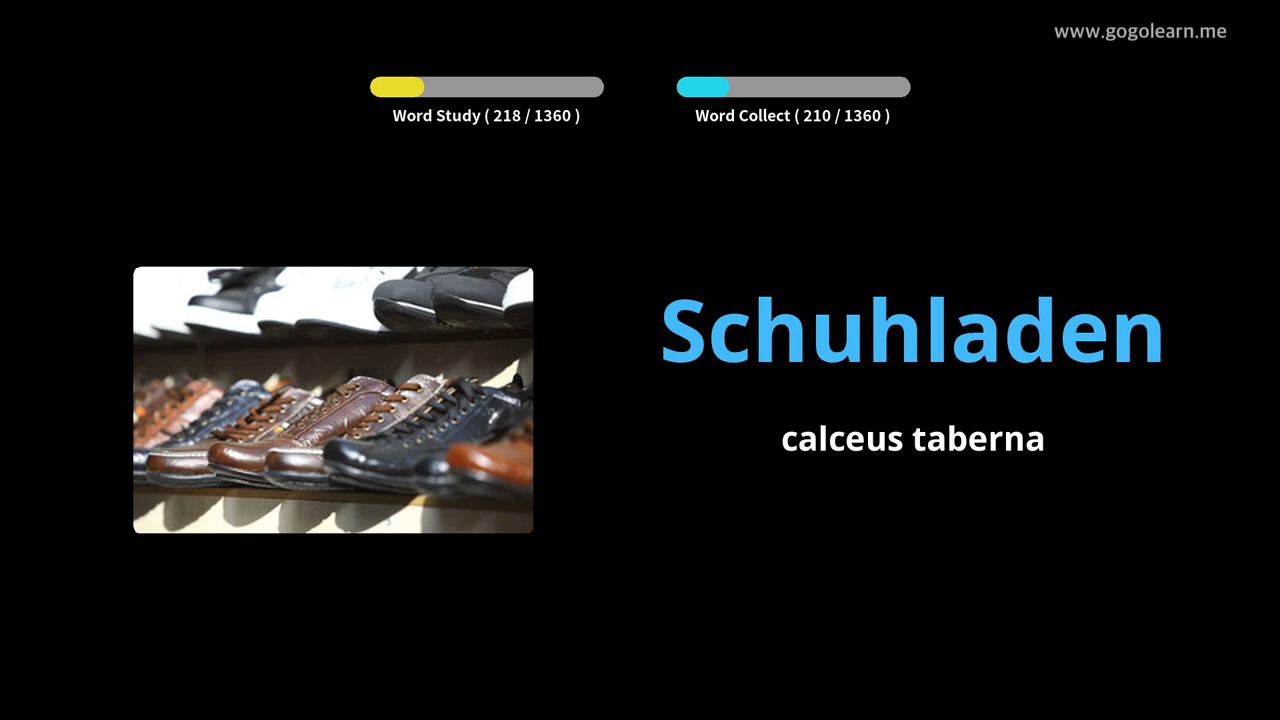 www.gogolearn.me
Word Study ( 218 / 1360 )
Word Collect ( 210 / 1360 )
Schuhladen
calceus taberna